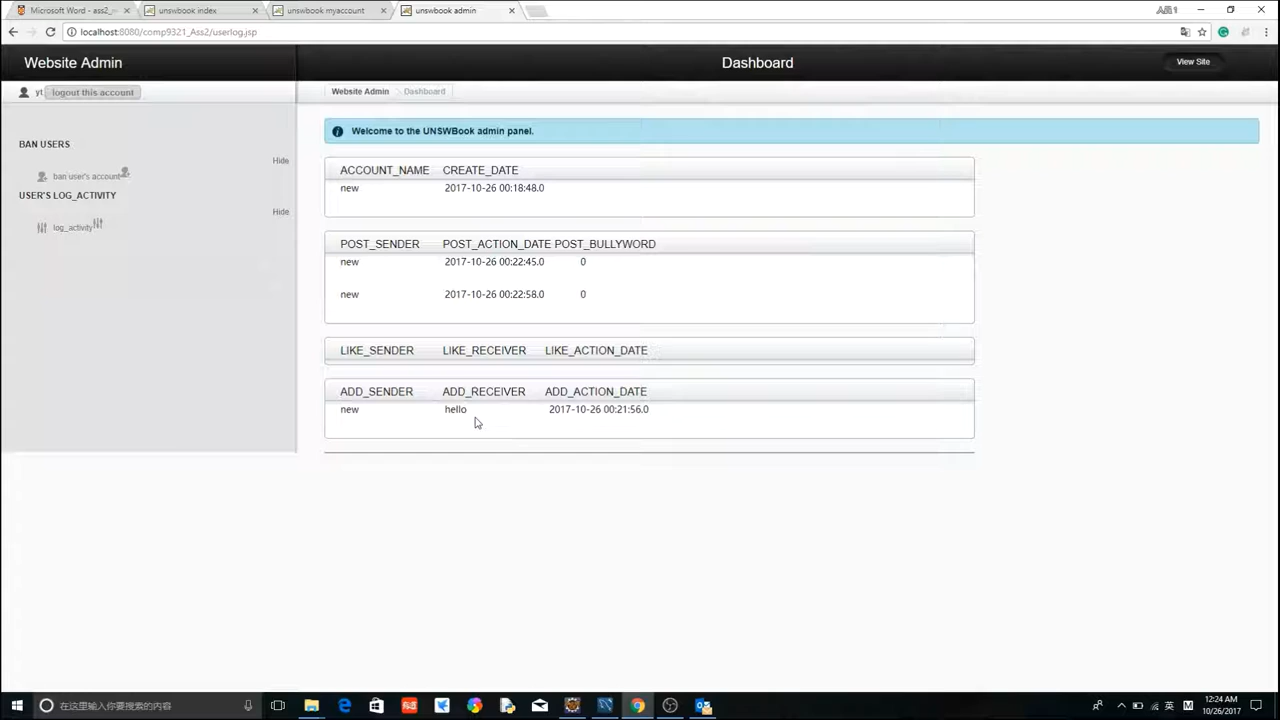 Microsoft Word - ass2_
unswbook index
unswbook myaccount
unswbook admin
localhost:8080/comp9321_Ass2/userlog.jsp
Website Admin
Dashboard
View Site
yt logout this account
Website Admin
Dashboard
BAN USERS
Hide
ban user's account
USER'S LOG_ACTIVITY
Hide
log_activity
Welcome to the UNSWBook admin panel.
ACCOUNT_NAME CREATE_DATE
new 2017-10-26 00:18:48.0
POST_SENDER POST_ACTION_DATE POST_BULLYWORD
new 2017-10-26 00:22:45.0 0
new 2017-10-26 00:22:58.0 0
LIKE_SENDER LIKE_RECEIVER LIKE_ACTION_DATE
ADD_SENDER ADD_RECEIVER ADD_ACTION_DATE
new hello 2017-10-26 00:21:56.0
在这里输入你要搜索的内容
英
M
12:24 AM
10/26/2017